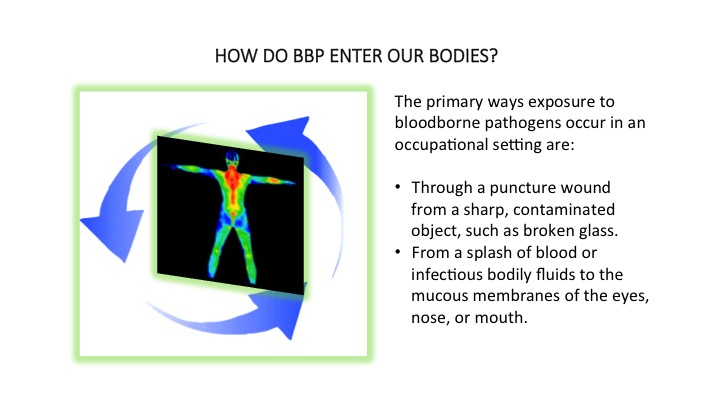 HOW DO BBP ENTER OUR BODIES?
The primary ways exposure to
bloodborne pathogens occur in an
occupational setting are:
• Through a puncture wound
from a sharp, contaminated
object, such as broken glass.
• From a splash of blood or
infectious bodily fluids to the
mucous membranes of the eyes,
nose, or mouth.